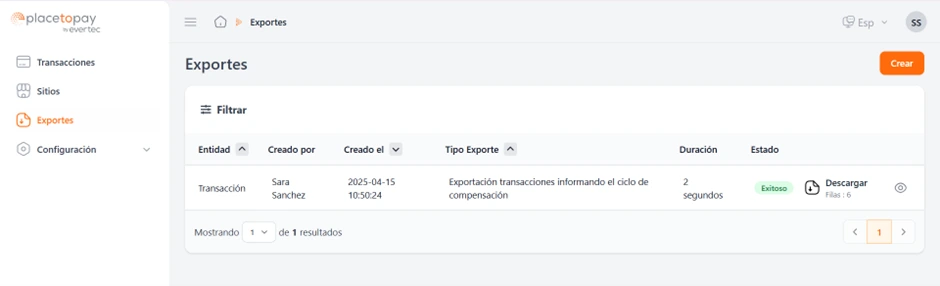 placetopay
by evertec
Exportes
Esp
SS
Transacciones
Sitios
Exportes
Configuración
Exportes
Crear
Filtrar
Entidad Creado por Creado el Tipo Exporte Duración Estado
Transacción
Sara
Sanchez
2025-04-15
10:50:24
Exportación transacciones informando el ciclo de
compensación
2
segundos
Exitoso
Descargar
Filas : 6
Mostrando 1 de 1 resultados
1